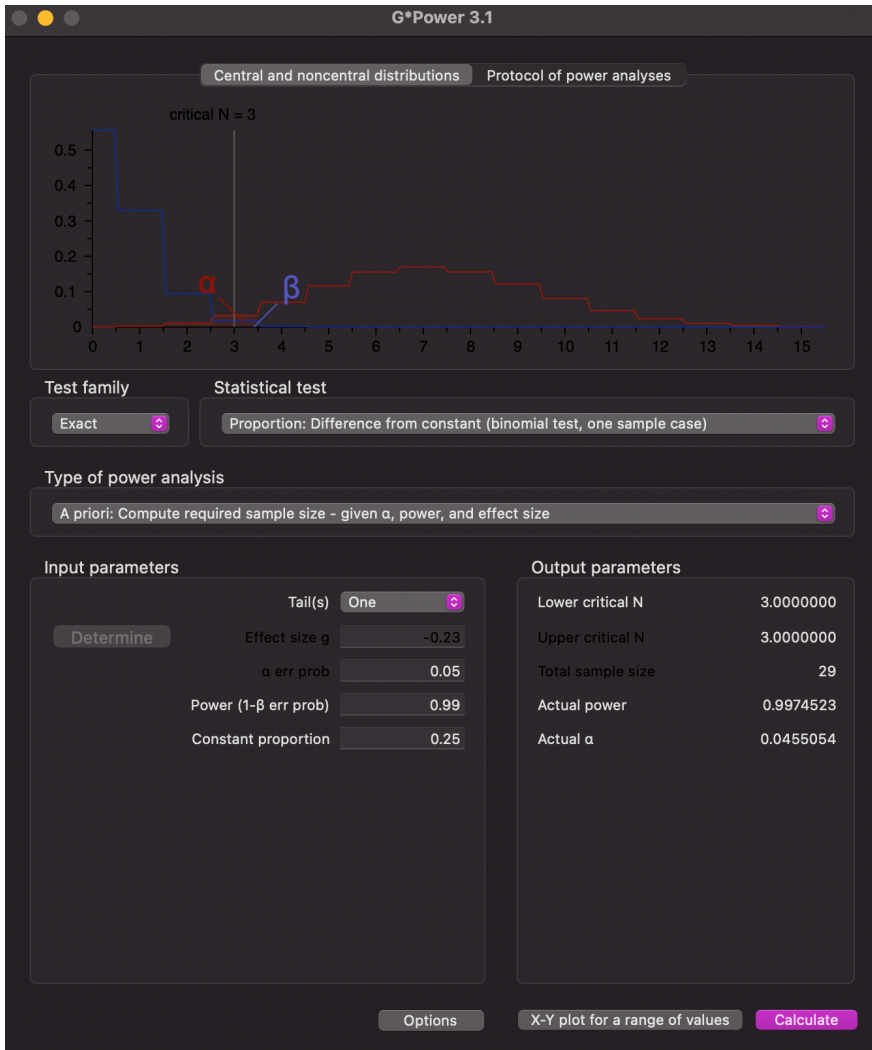 G*Power 3.1
Central and noncentral distributions Protocol of power analyses
critical N = 3
0.5
0.4
0.3
0.2
0.1
0
α
β
0 1 2 3 4 5 6 7 8 9 10 11 12 13 14 15
Test family Statistical test
Exact Proportion: Difference from constant (binomial test, one sample case)
Type of power analysis
A priori: Compute required sample size - given α, power, and effect size
Input parameters Output parameters
Tail(s) One Lower critical N 3.0000000
Determine Effect size g -0.23 Upper critical N 3.0000000
α err prob 0.05 Total sample size 29
Power (1-β err prob) 0.99 Actual power 0.9974523
Constant proportion 0.25 Actual α 0.0455054
Options X-Y plot for a range of values Calculate